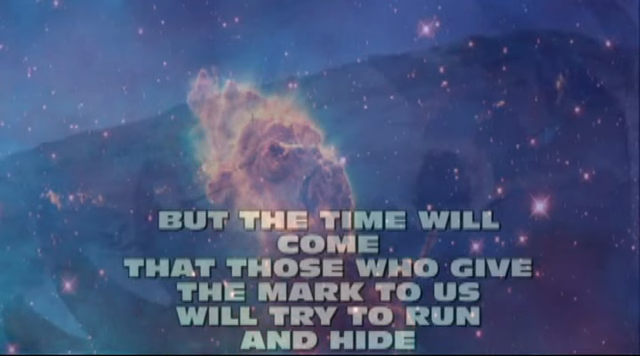 BUT THE TIME WILL
COME
THAT THOSE WHO GIVE
THE MARK TO US
WILL TRY TO RUN
AND HIDE